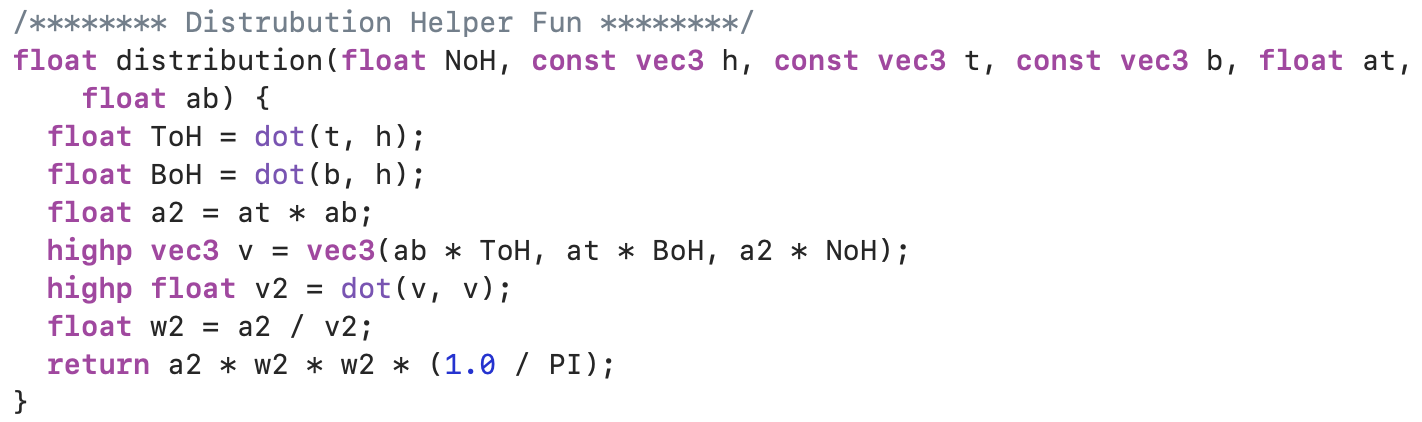 /******** Distrubution Helper Fun ********/
float distribution(float NoH, const vec3 h, const vec3 t, const vec3 b, float at,
    float ab) {
  float ToH = dot(t, h);
  float BoH = dot(b, h);
  float a2 = at * ab;
  highp vec3 v = vec3(ab * ToH, at * BoH, a2 * NoH);
  highp float v2 = dot(v, v);
  float w2 = a2 / v2;
  return a2 * w2 * w2 * (1.0 / PI);
}